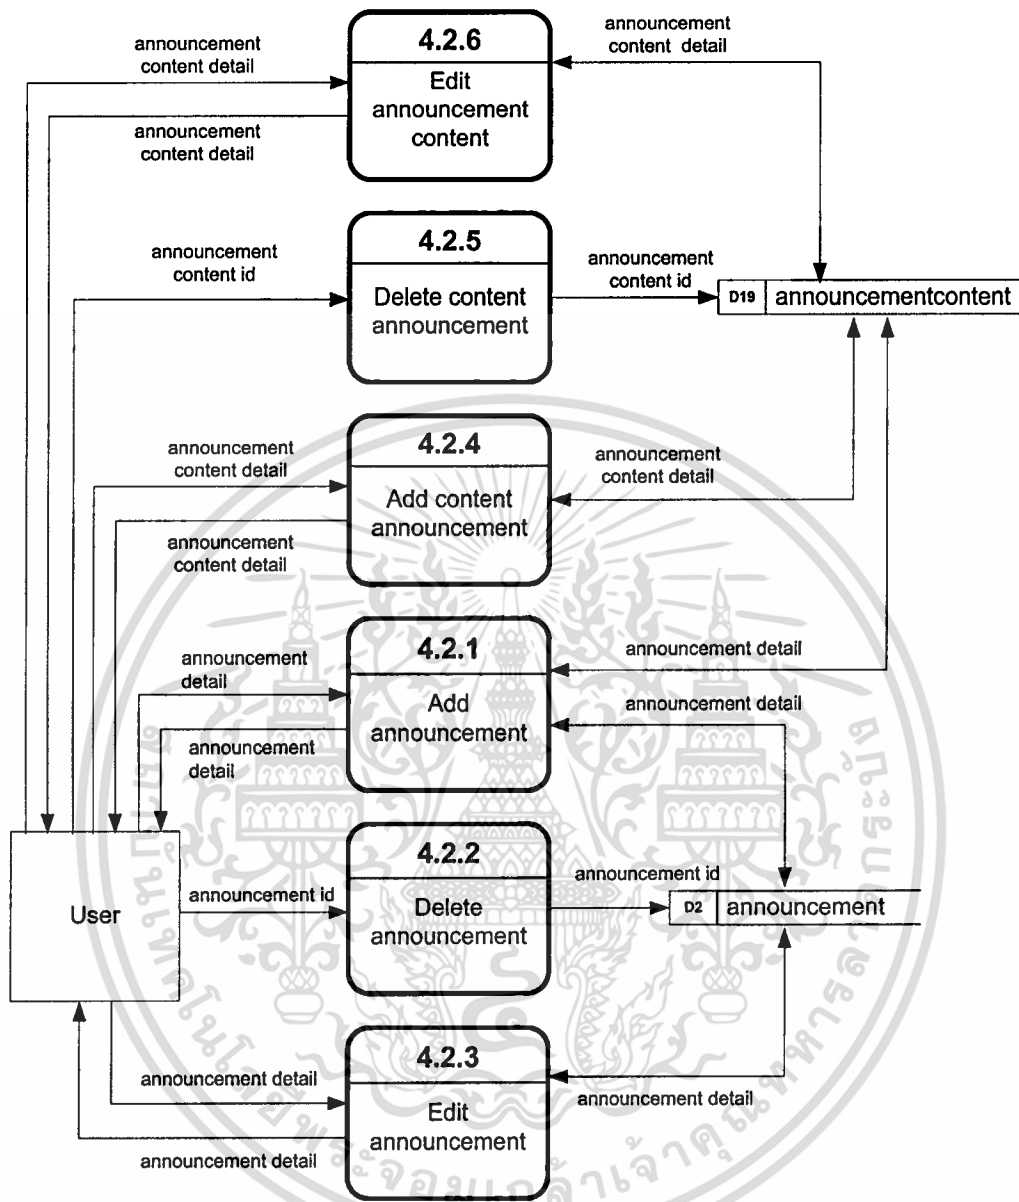 announcement
content detail
4.2.6
Edit
announcement
content
announcement
content detail
announcement
content detail
announcement
content id
4.2.5
Delete content
announcement
announcement
content id
D19
announcementcontent
announcement
content detail
4.2.4
Add content
announcement
announcement
content detail
announcement
content detail
announcement
detail
4.2.1
Add
announcement
announcement detail
announcement detail
announcement
detail
User
announcement id
4.2.2
Delete
announcement
announcement id
D2
announcement
4.2.3
Edit
announcement
announcement detail
announcement detail
announcement detail